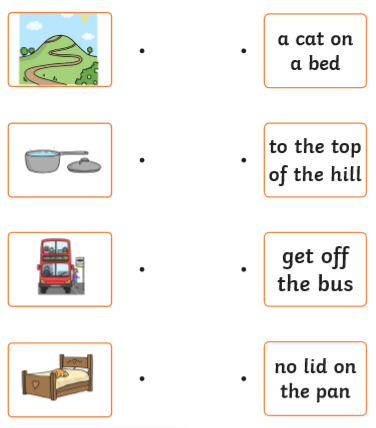 a cat on
a bed
to the top
of the hill
get off
the bus
no lid on
the pan